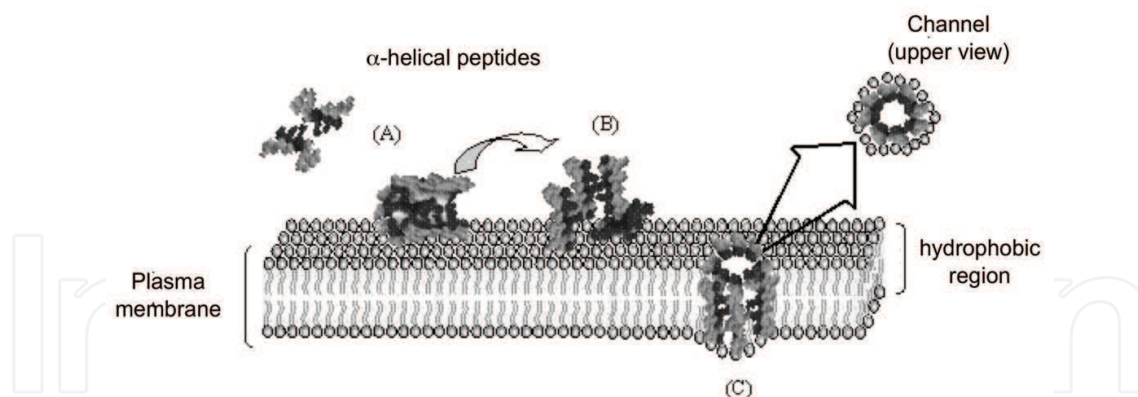 Channel
(upper view)
α-helical peptides
(A)
(B)
hydrophobic
region
Plasma
membrane
(C)